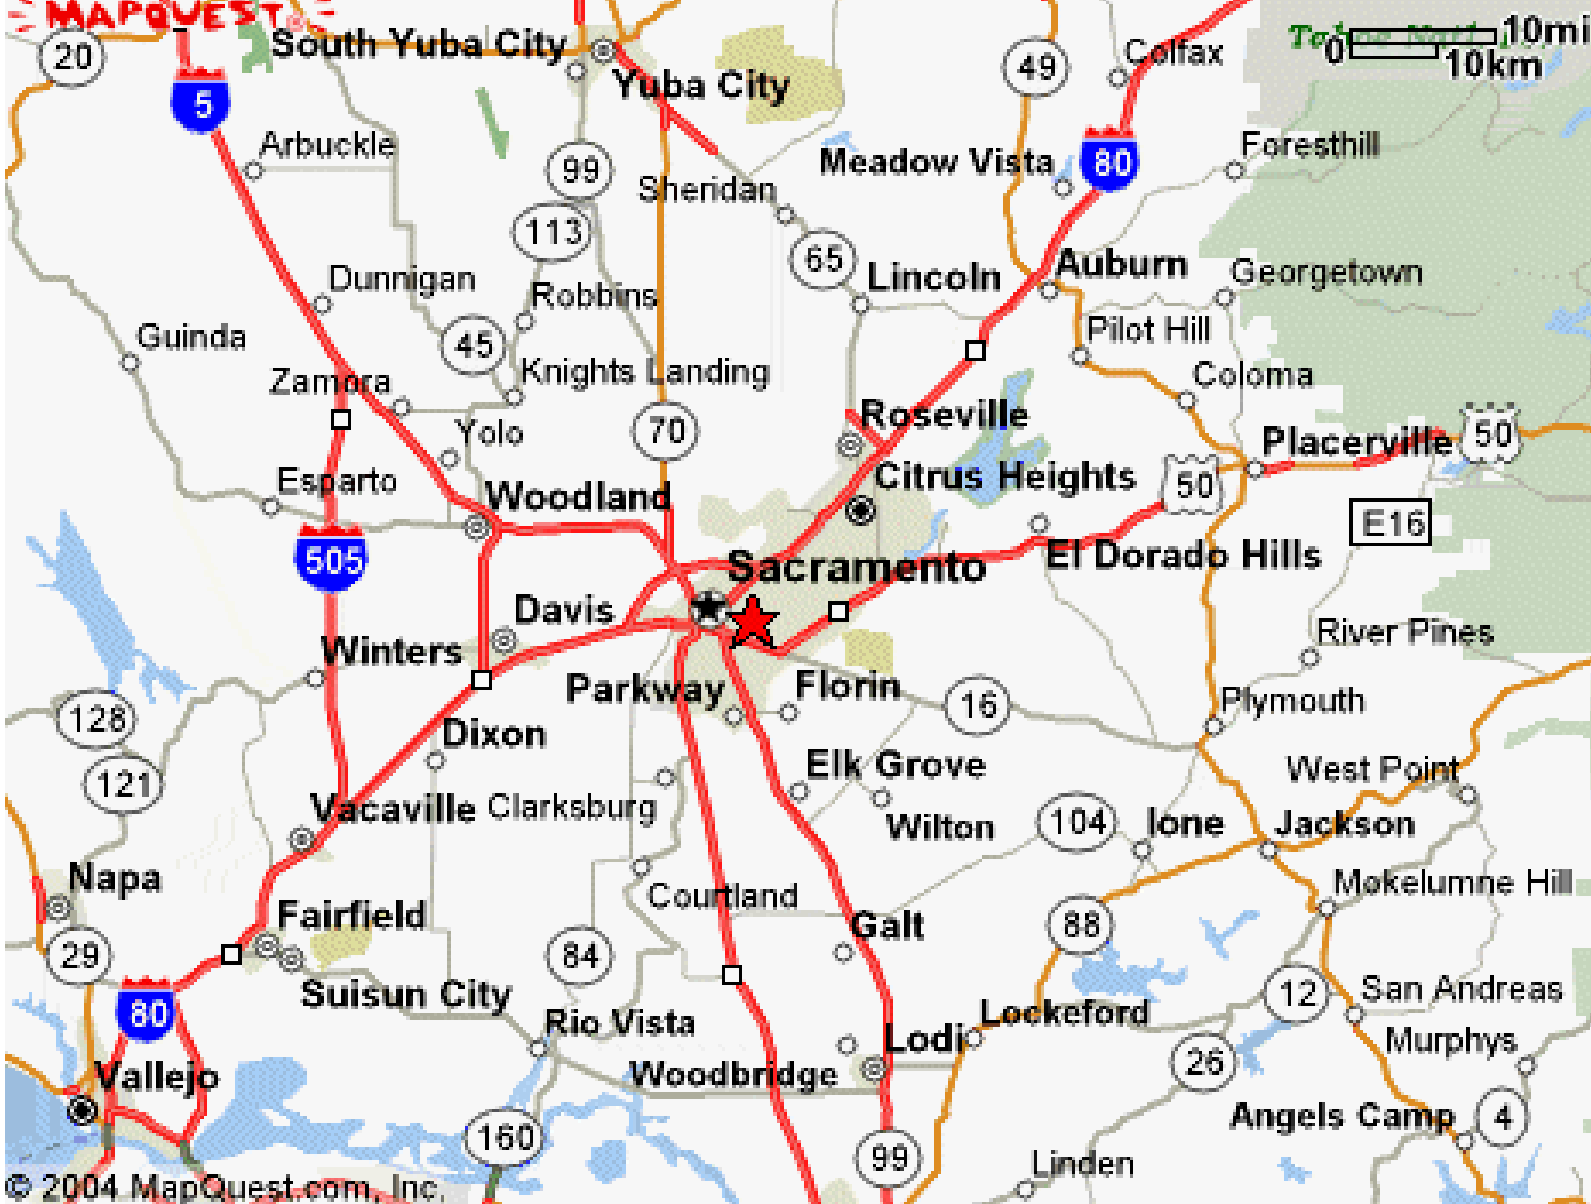 MAPQUEST
®
20
South Yuba City
Yuba City
49
Colfax
Tahoe Natl
0
10mi
10km
5
Arbuckle
99
Sheridan
Meadow Vista
80
Foresthill
113
65
Lincoln
Auburn
Georgetown
Dunnigan
Robbins
Guinda
45
Pilot Hill
Zamora
Knights Landing
Coloma
Yolo
70
Roseville
Placerville
50
Esparto
Woodland
Citrus Heights
50
E16
505
Sacramento
El Dorado Hills
Davis
Winters
River Pines
Parkway
Florin
16
Plymouth
128
Dixon
121
Elk Grove
West Point
Vacaville
Clarksburg
Wilton
104
Ione
Jackson
Napa
Courtland
Mokelumne Hill
Fairfield
Galt
88
29
84
Suisun City
12
San Andreas
80
Rio Vista
Lodi
Lockeford
Murphys
Vallejo
Woodbridge
26
Angels Camp
4
160
99
Linden
© 2004 MapQuest.com, Inc.